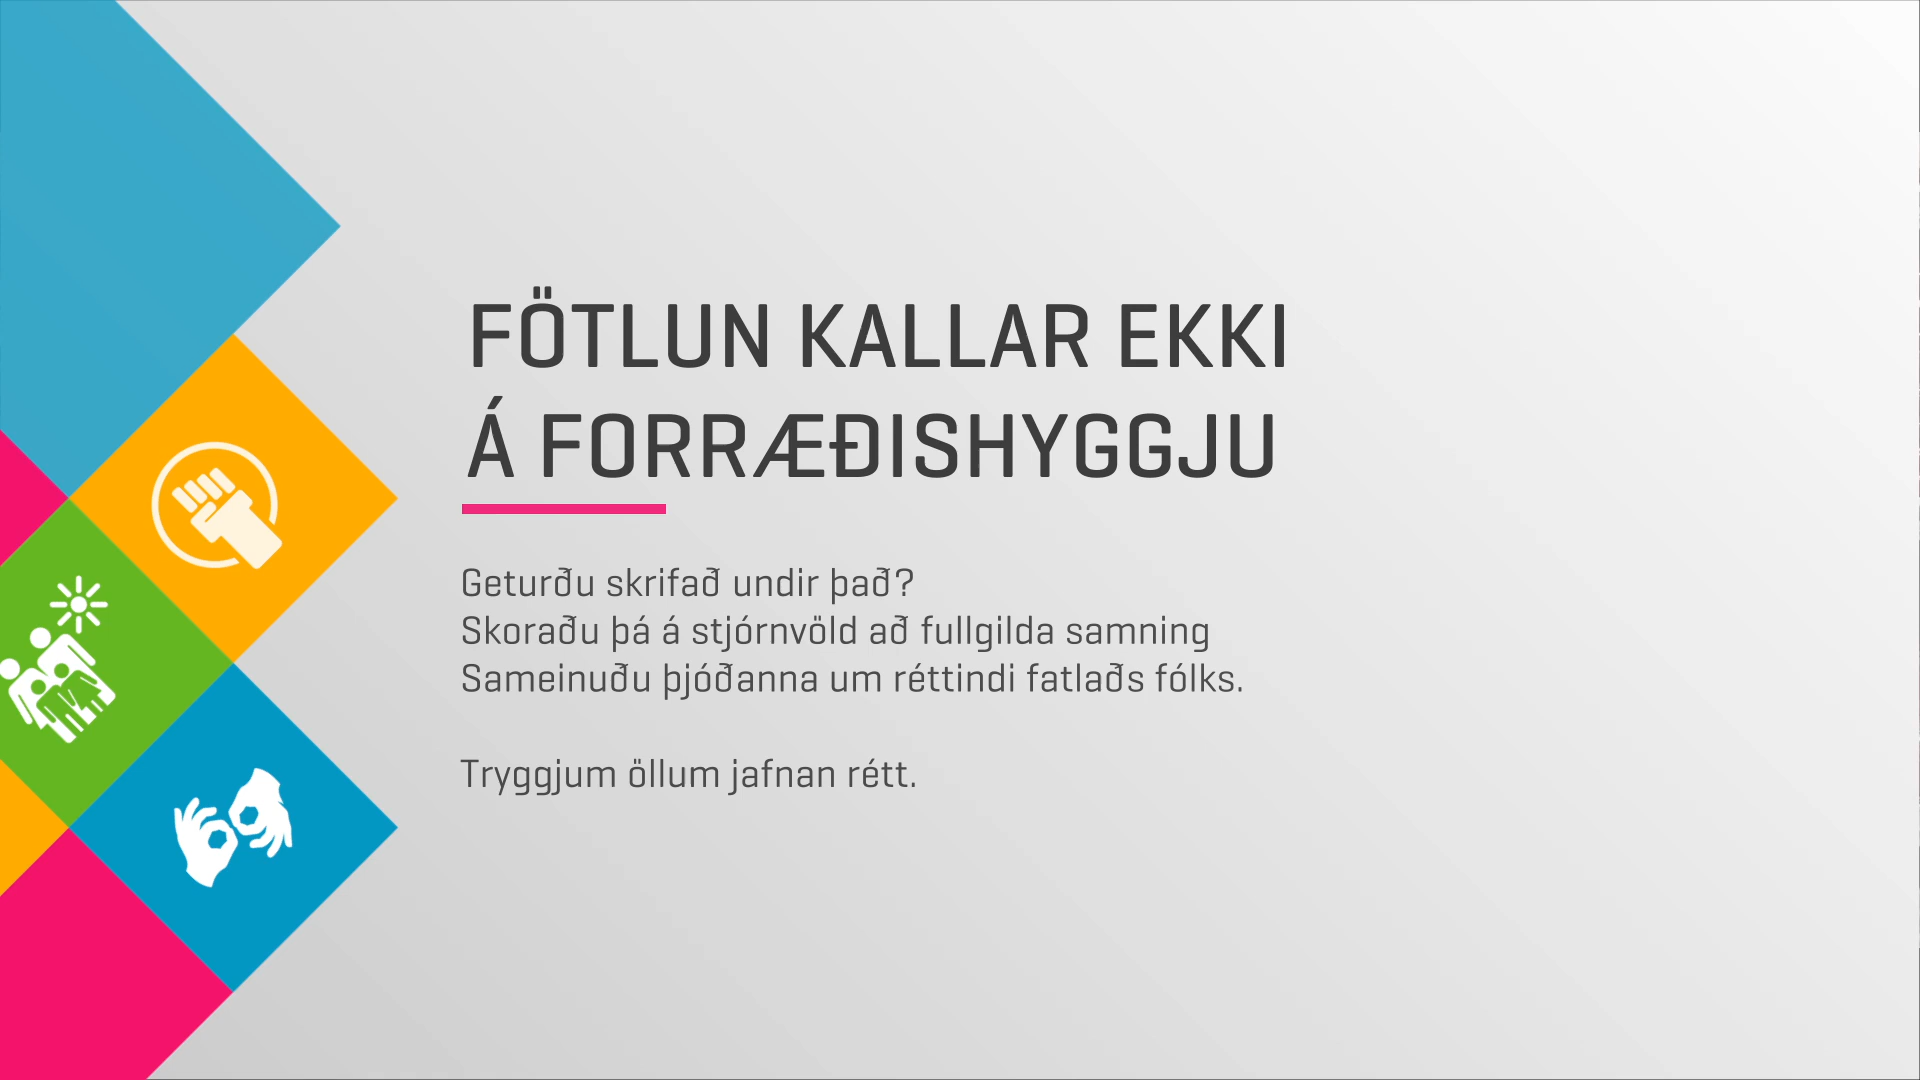 FÖTLUN KALLAR EKKI
Á FORRÆÐISHYGGJU
Geturðu skrifað undir það?
Skoraðu þá á stjórnvöld að fullgilda samning
Sameinuðu þjóðanna um réttindi fatlaðs fólks.
Tryggjum öllum jafnan rétt.